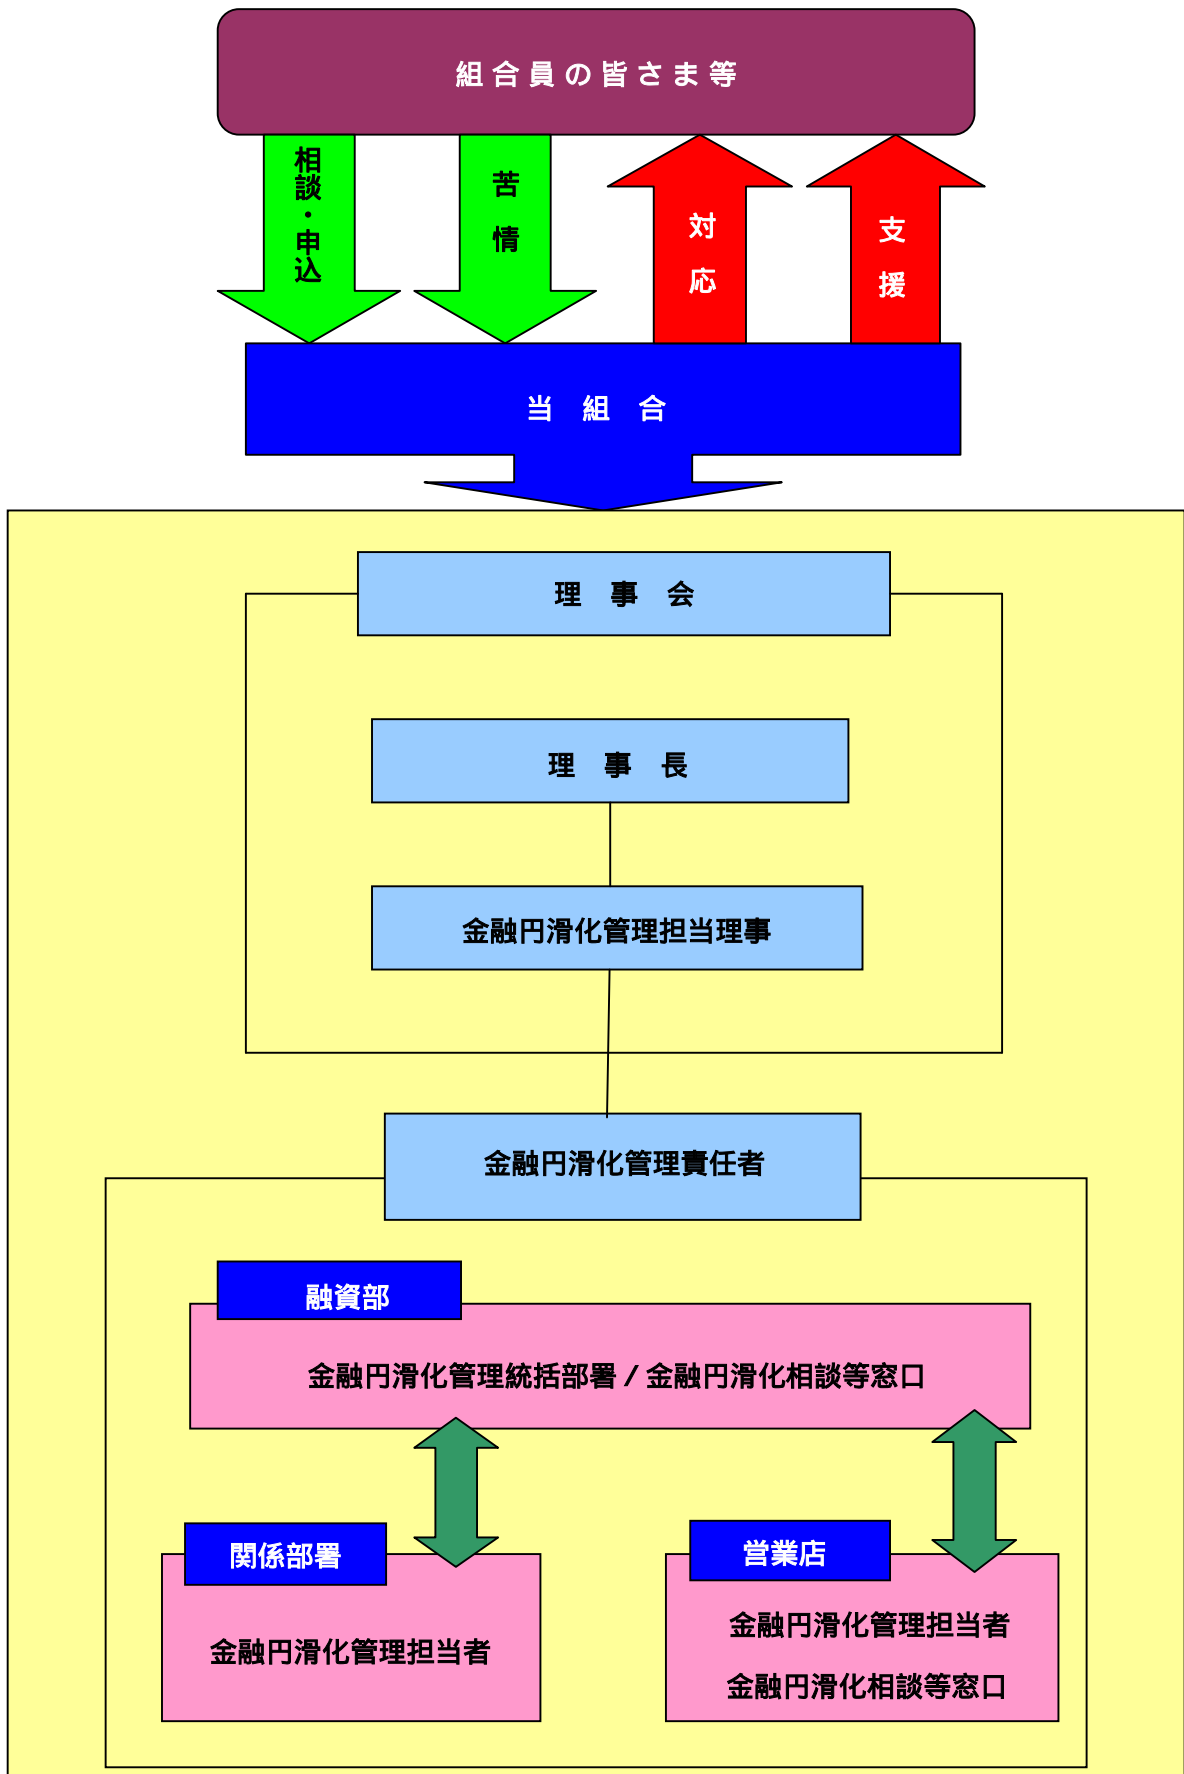 組合員の皆さま等
相談・申込
苦情
対応
支援
当組合
理事会
理事長
金融円滑化管理担当理事
金融円滑化管理責任者
融資部
金融円滑化管理統括部署/金融円滑化相談等窓口
関係部署
金融円滑化管理担当者
営業店
金融円滑化管理担当者
金融円滑化相談等窓口